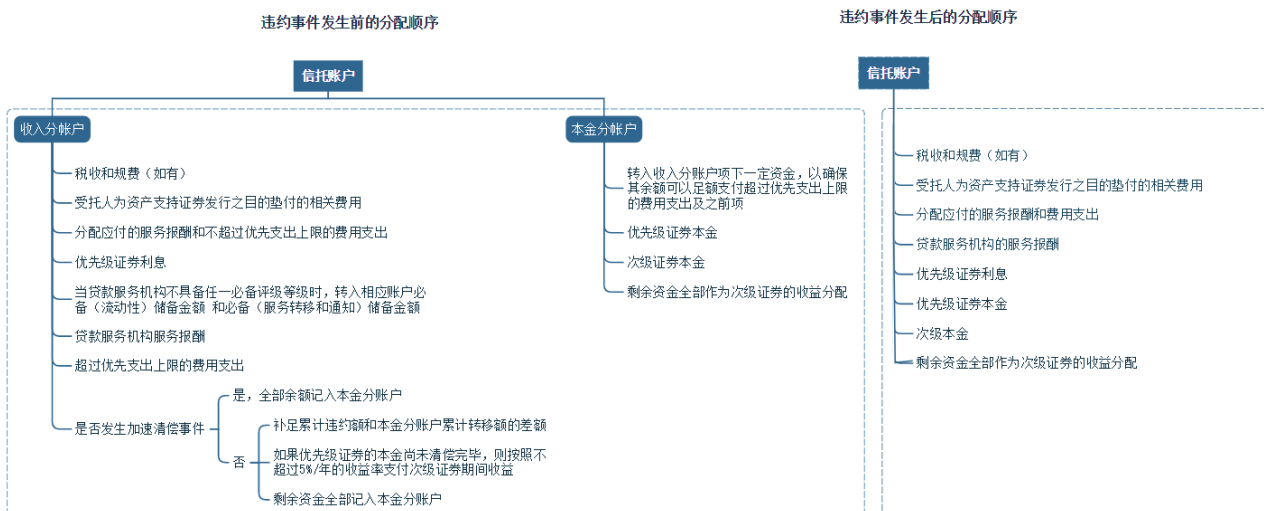 违约事件发生前的分配顺序
信托账户
收入分帐户
税收和规费（如有）
受托人为资产支持证券发行之目的垫付的相关费用
分配应付的服务报酬和不超过优先支出上限的费用支出
优先级证券利息
当贷款服务机构不具备任一必备评级等级时，转入相应账户必
备（流动性）储备金额 和必备（服务转移和通知）储备金额
贷款服务机构服务报酬
超过优先支出上限的费用支出
是否发生加速清偿事件
是，全部余额记入本金分账户
否
补足累计违约额和本金分账户累计转移额的差额
如果优先级证券的本金尚未清偿完毕，则按照不
超过5%/年的收益率支付次级证券期间收益
剩余资金全部记入本金分账户
本金分帐户
转入收入分账户项下一定资金，以确保
其余额可以足额支付超过优先支出上限
的费用支出及之前项
优先级证券本金
次级证券本金
剩余资金全部作为次级证券的收益分配
违约事件发生后的分配顺序
信托账户
税收和规费（如有）
受托人为资产支持证券发行之目的垫付的相关费用
分配应付的服务报酬和费用支出
贷款服务机构的服务报酬
优先级证券利息
优先级证券本金
次级本金
剩余资金全部作为次级证券的收益分配